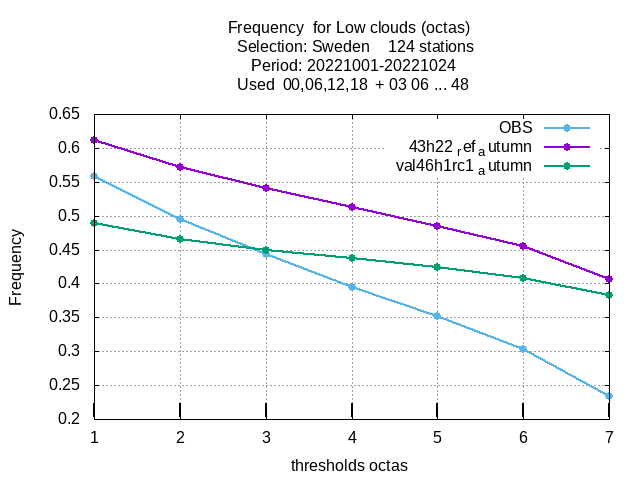 Frequency for Low clouds (octas)
Selection: Sweden 124 stations
Period: 20221001-20221024
Used 00,06,12,18 + 03 06 ... 48
0.65
0.6
0.55
0.5
0.45
0.4
0.35
0.3
0.25
0.2
Frequency
OBS
43h22ref autumn
val46h1rc1 autumn
1 2 3 4 5 6 7
thresholds octas